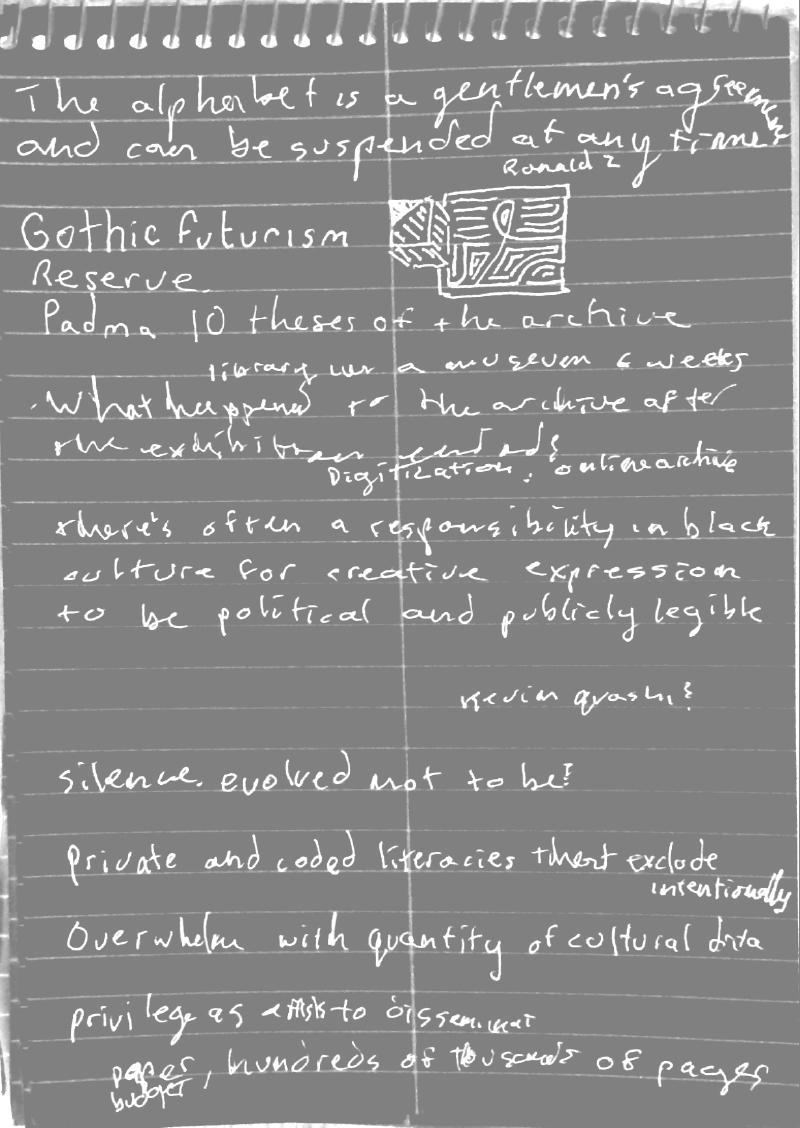 The alphabet is a gentlemen's agreement
and can be suspended at any time
Ronald 2
Gothic Futurism
Reserve.
Padma 10 theses of the archive
library a museum 6 weeks
What happened to the archive after
the exhibition
Digitization. online archive
there's often a responsibility in black
culture for creative expression
to be political and publicly legible
Kevin quashi?
silence. evolved not to be?
Private and coded literacies that exclude
intentionally
Overwhelm with quantity of cultural data
privilege as to
paper, hundreds of thousands of pages
budget